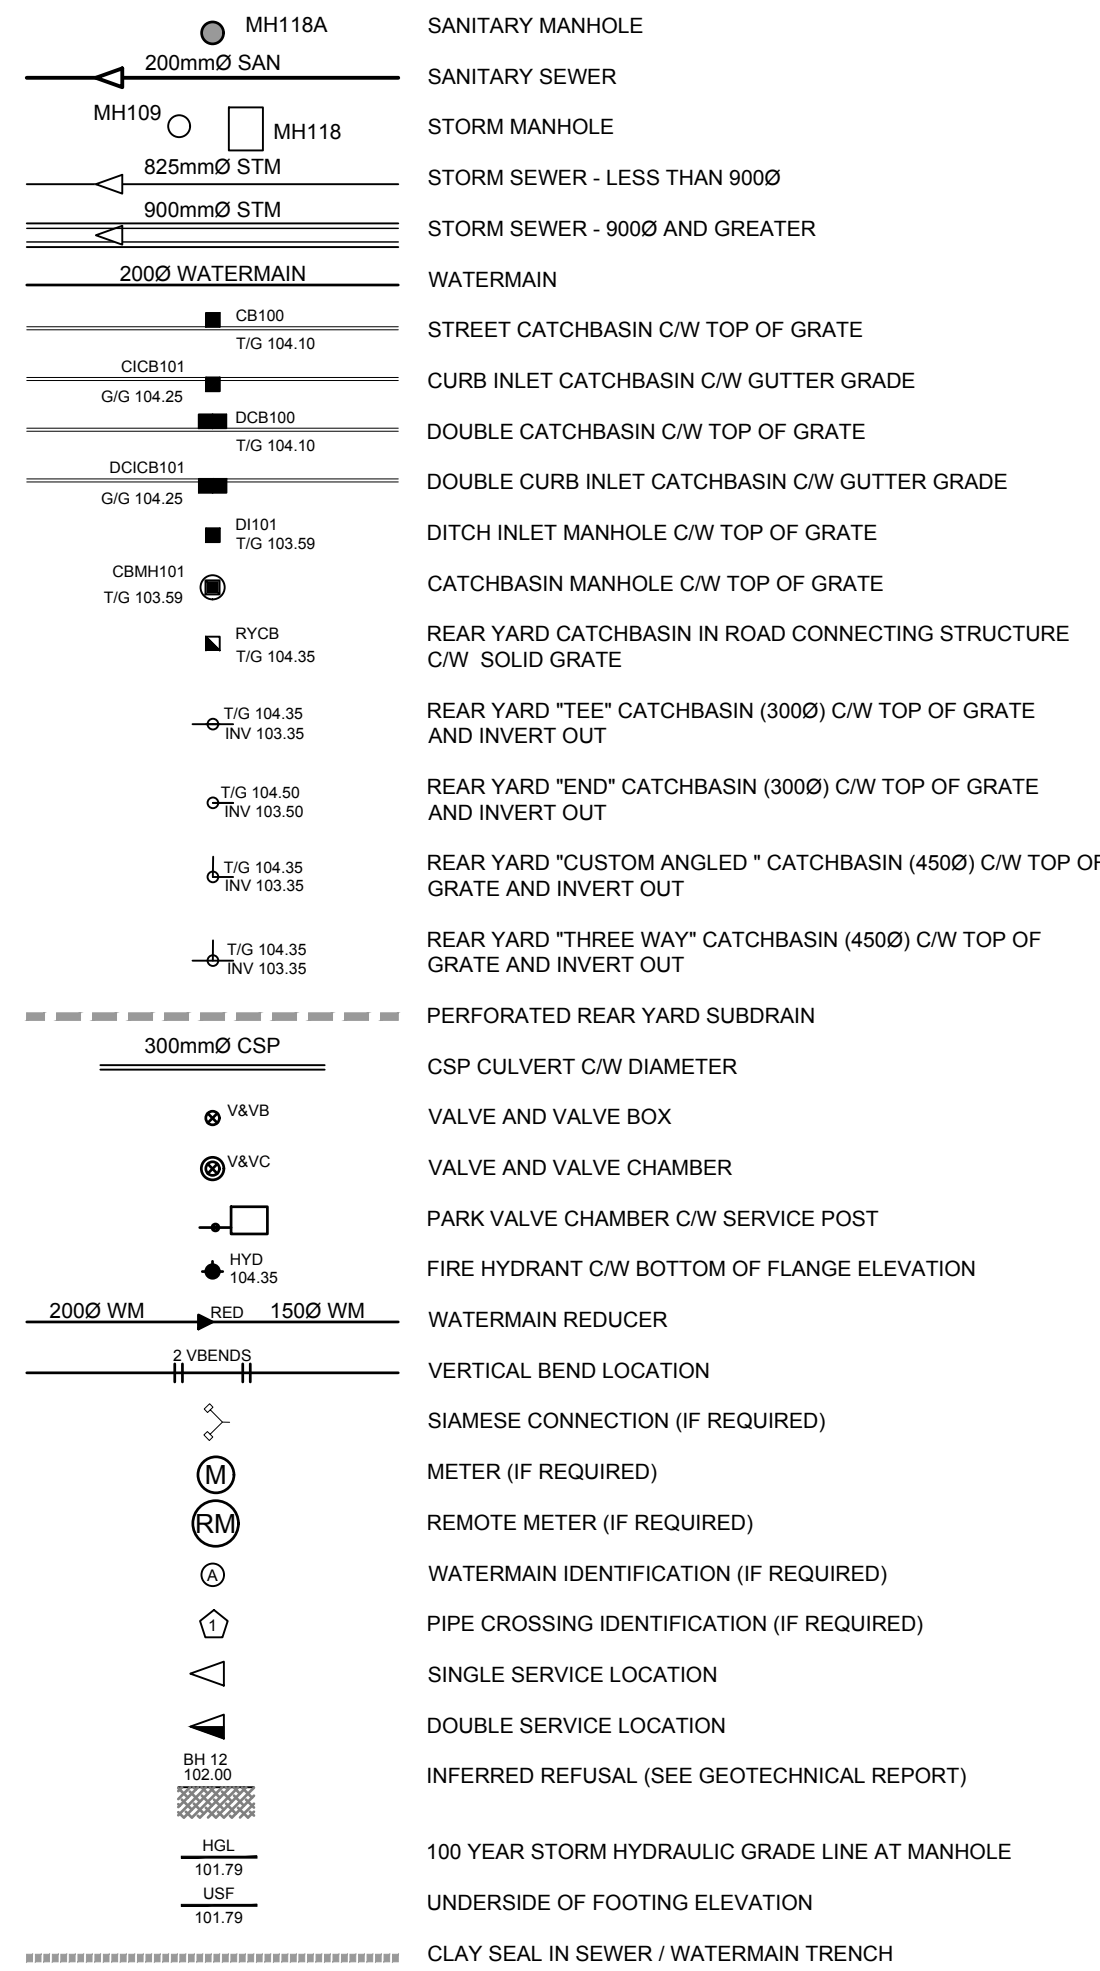 MH118A
SANITARY MANHOLE
200mmØ SAN
SANITARY SEWER
MH109
MH118
STORM MANHOLE
825mmØ STM
STORM SEWER - LESS THAN 900Ø
900mmØ STM
STORM SEWER - 900Ø AND GREATER
200Ø WATERMAIN
WATERMAIN
CB100
T/G 104.10
STREET CATCHBASIN C/W TOP OF GRATE
CICB101
G/G 104.25
CURB INLET CATCHBASIN C/W GUTTER GRADE
DCB100
T/G 104.10
DOUBLE CATCHBASIN C/W TOP OF GRATE
DCICB101
G/G 104.25
DOUBLE CURB INLET CATCHBASIN C/W GUTTER GRADE
DI101
T/G 103.59
DITCH INLET MANHOLE C/W TOP OF GRATE
CBMH101
T/G 103.59
CATCHBASIN MANHOLE C/W TOP OF GRATE
RYCB
T/G 104.35
REAR YARD CATCHBASIN IN ROAD CONNECTING STRUCTURE
C/W SOLID GRATE
T/G 104.35
INV 103.35
REAR YARD "TEE" CATCHBASIN (300Ø) C/W TOP OF GRATE
AND INVERT OUT
T/G 104.50
INV 103.50
REAR YARD "END" CATCHBASIN (300Ø) C/W TOP OF GRATE
AND INVERT OUT
T/G 104.35
INV 103.35
REAR YARD "CUSTOM ANGLED " CATCHBASIN (450Ø) C/W TOP OF
GRATE AND INVERT OUT
T/G 104.35
INV 103.35
REAR YARD "THREE WAY" CATCHBASIN (450Ø) C/W TOP OF
GRATE AND INVERT OUT
PERFORATED REAR YARD SUBDRAIN
300mmØ CSP
CSP CULVERT C/W DIAMETER
V&VB
VALVE AND VALVE BOX
V&VC
VALVE AND VALVE CHAMBER
PARK VALVE CHAMBER C/W SERVICE POST
HYD
104.35
FIRE HYDRANT C/W BOTTOM OF FLANGE ELEVATION
200Ø WM RED 150Ø WM
WATERMAIN REDUCER
2 VBENDS
VERTICAL BEND LOCATION
SIAMESE CONNECTION (IF REQUIRED)
M
METER (IF REQUIRED)
RM
REMOTE METER (IF REQUIRED)
A
WATERMAIN IDENTIFICATION (IF REQUIRED)
1
PIPE CROSSING IDENTIFICATION (IF REQUIRED)
SINGLE SERVICE LOCATION
DOUBLE SERVICE LOCATION
BH 12
102.00
INFERRED REFUSAL (SEE GEOTECHNICAL REPORT)
HGL
101.79
100 YEAR STORM HYDRAULIC GRADE LINE AT MANHOLE
USF
101.79
UNDERSIDE OF FOOTING ELEVATION
CLAY SEAL IN SEWER / WATERMAIN TRENCH